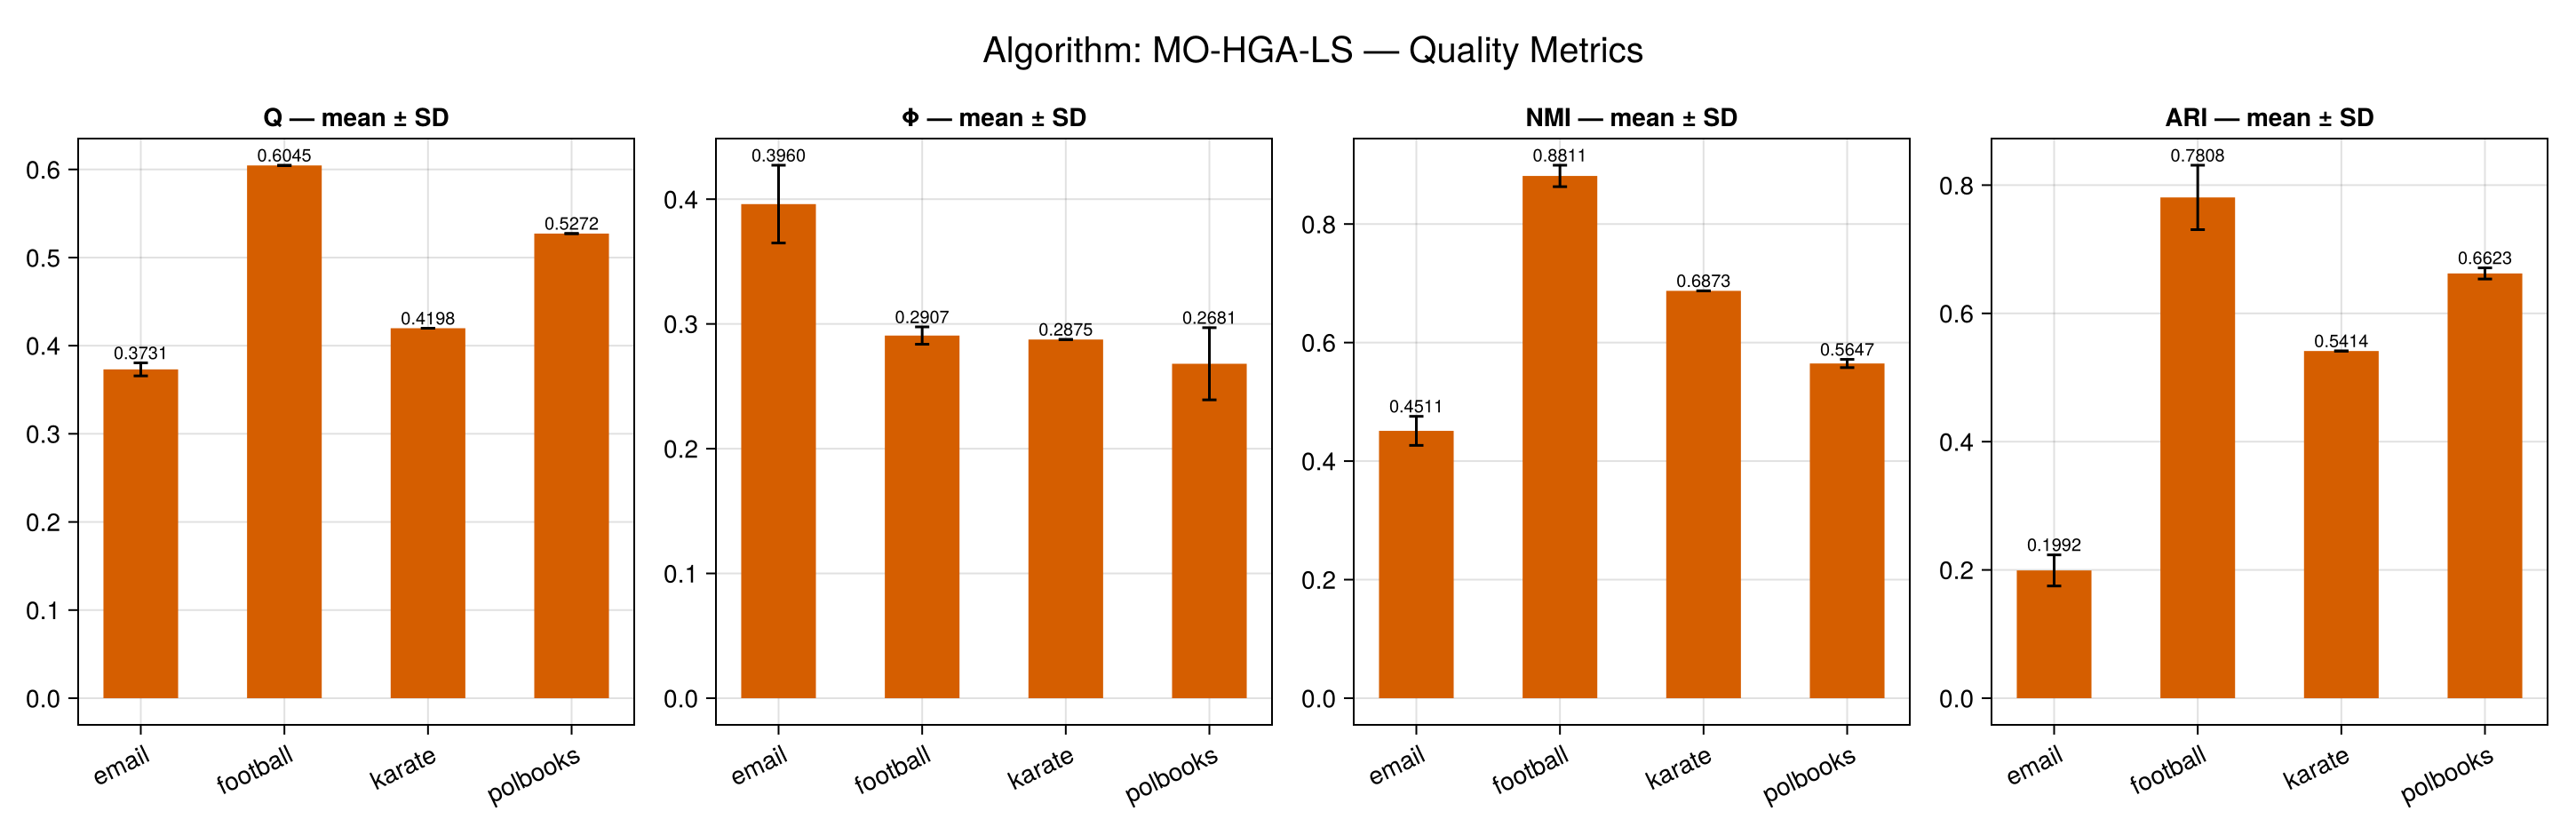 Algorithm: MO-HGA-LS — Quality Metrics
Q — mean ± SD
0.6
0.5
0.4
0.3
0.2
0.1
0.0
0.3731
0.6045
0.4198
0.5272
email
football
karate
polbooks
Φ — mean ± SD
0.4
0.3
0.2
0.1
0.0
0.3960
0.2907
0.2875
0.2681
email
football
karate
polbooks
NMI — mean ± SD
0.8
0.6
0.4
0.2
0.0
0.4511
0.8811
0.6873
0.5647
email
football
karate
polbooks
ARI — mean ± SD
0.8
0.6
0.4
0.2
0.0
0.1992
0.7808
0.5414
0.6623
email
football
karate
polbooks